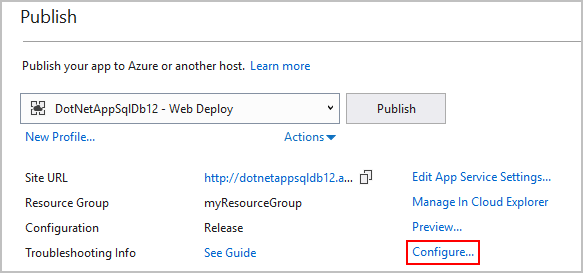 Publish
Publish your app to Azure or another host. Learn more
DotNetAppSqlDb12 - Web Deploy Publish
New Profile... Actions
Site URL http://dotnetappsqldb12.a... Edit App Service Settings...
Resource Group myResourceGroup Manage In Cloud Explorer
Configuration Release Preview...
Troubleshooting Info See Guide Configure...